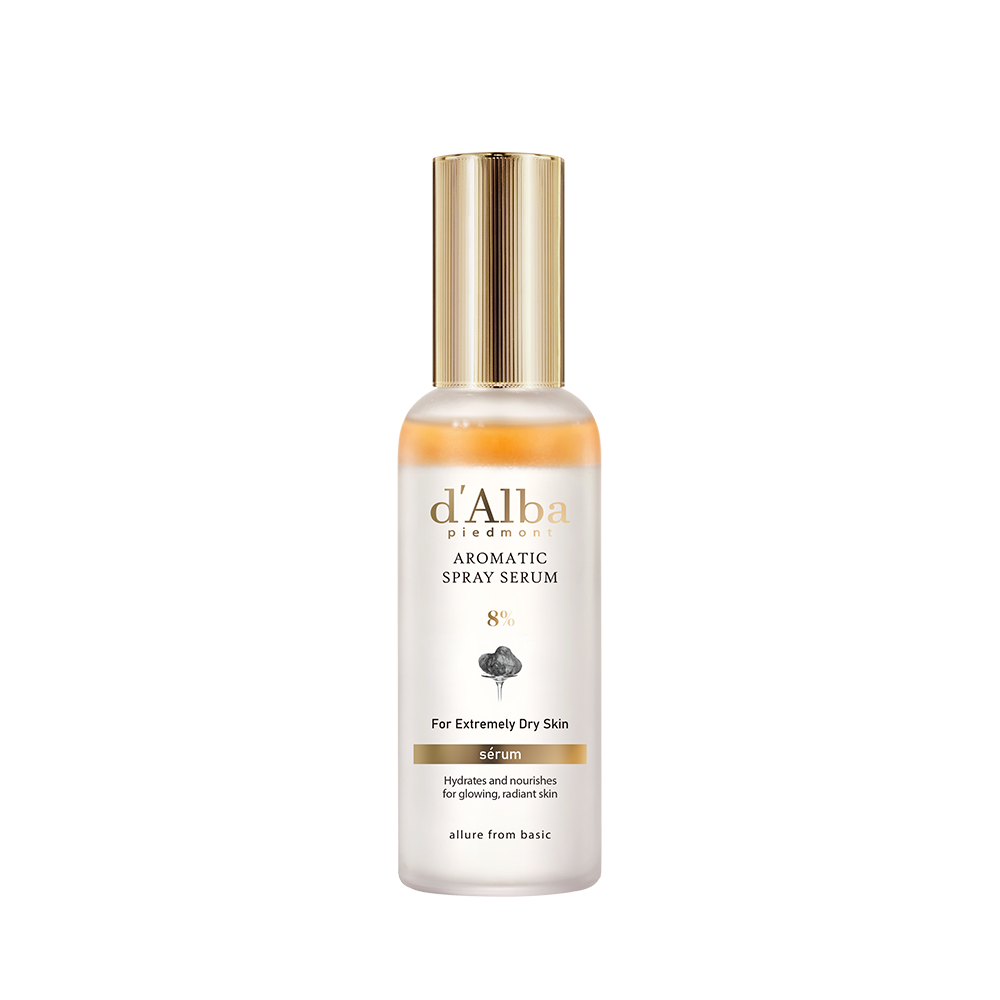 d'Alba
piedmont
AROMATIC
SPRAY SERUM
8%
For Extremely Dry Skin
sérum
Hydrates and nourishes
for glowing, radiant skin
allure from basic